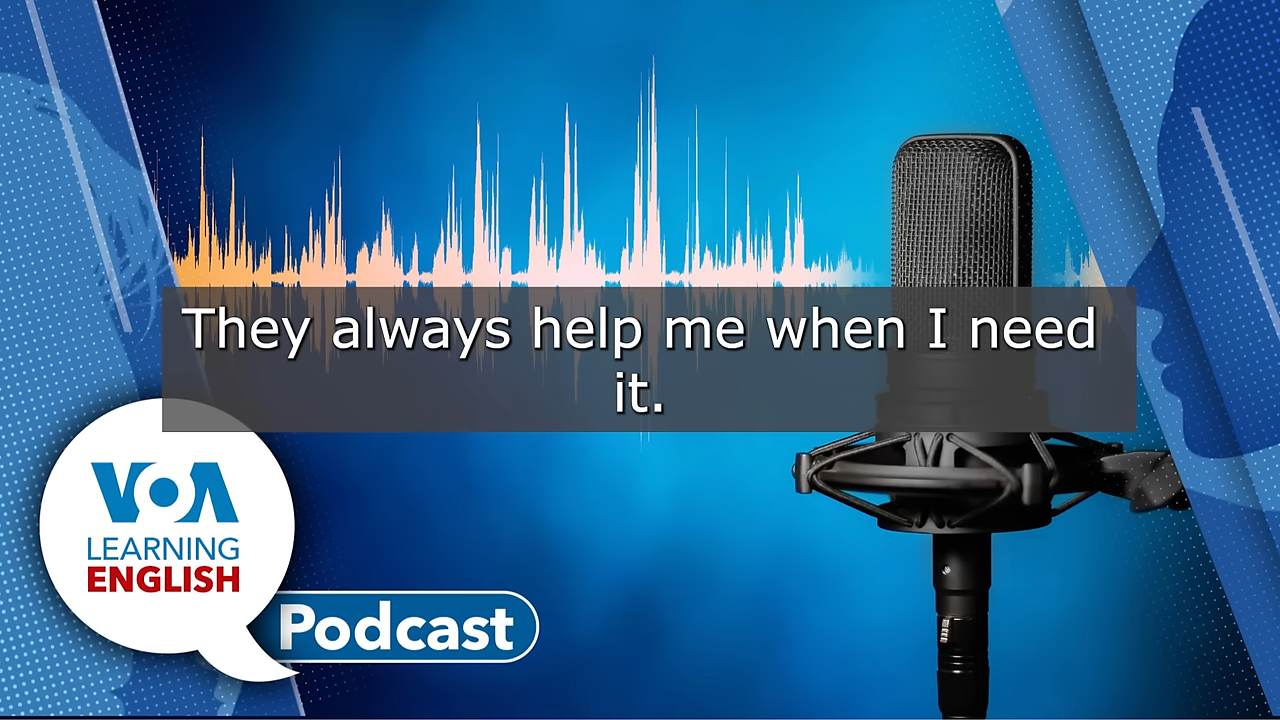 They always help me when I need
it.
VOA
LEARNING
ENGLISH
Podcast